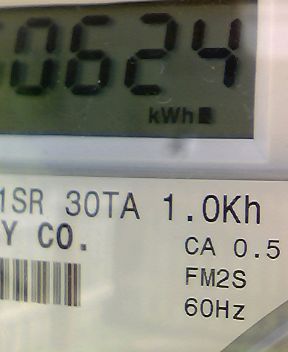 0624
kWh
1SR 30TA 1.0Kh
Y CO.
CA 0.5
FM2S
60Hz